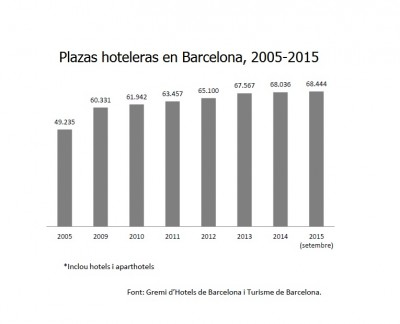 Plazas hoteleras en Barcelona, 2005-2015
49.235 60.331 61.942 63.457 65.100 67.567 68.036 68.444
2005 2009 2010 2011 2012 2013 2014 2015
(setembre)
*Inclou hotels i aparthotels
Font: Gremi d'Hotels de Barcelona i Turisme de Barcelona.